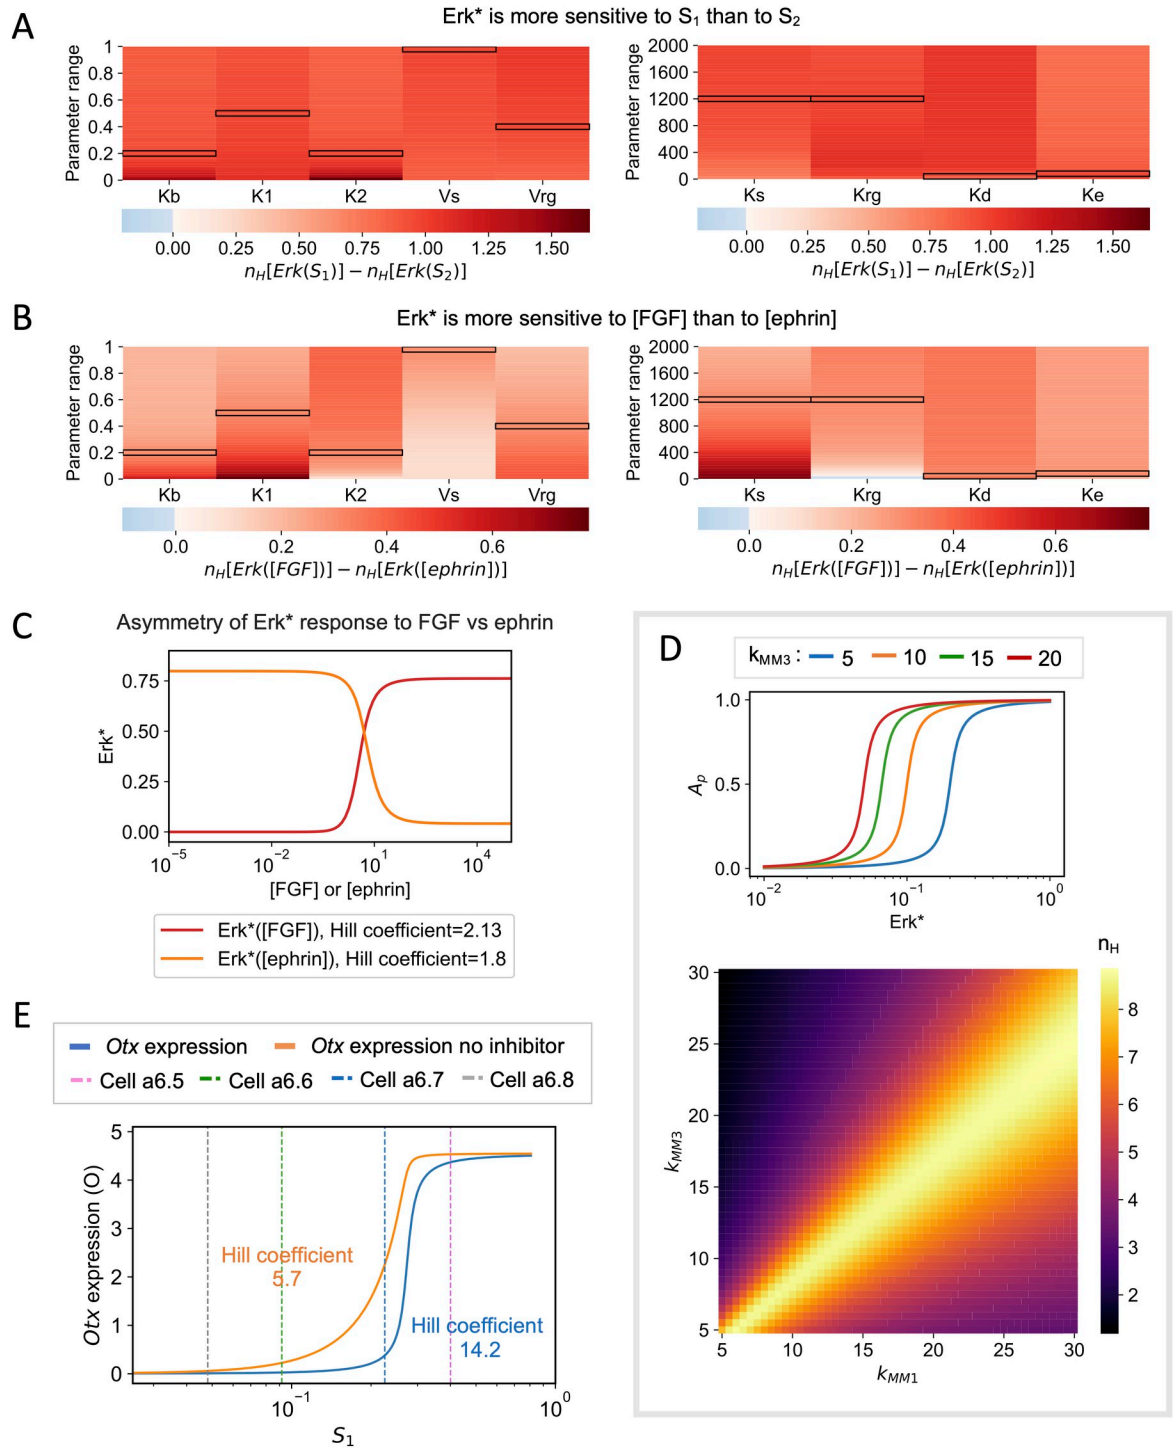 A
Erk* is more sensitive to S1 than to S2
Parameter range
1
0.8
0.6
0.4
0.2
0
Kb K1 K2 Vs Vrg
0.00 0.25 0.50 0.75 1.00 1.25 1.50
nH[Erk(S1)] − nH[Erk(S2)]
Parameter range
2000
1600
1200
800
400
0
Ks Krg Kd Ke
0.00 0.25 0.50 0.75 1.00 1.25 1.50
nH[Erk(S1)] − nH[Erk(S2)]
B
Erk* is more sensitive to [FGF] than to [ephrin]
Parameter range
1
0.8
0.6
0.4
0.2
0
Kb K1 K2 Vs Vrg
0.0 0.2 0.4 0.6
nH[Erk([FGF])] − nH[Erk([ephrin])]
Parameter range
2000
1600
1200
800
400
0
Ks Krg Kd Ke
0.0 0.2 0.4 0.6
nH[Erk([FGF])] − nH[Erk([ephrin])]
C
Asymmetry of Erk* response to FGF vs ephrin
Erk*
0.75
0.50
0.25
0.00
10−5 10−2 101 104
[FGF] or [ephrin]
Erk*([FGF]), Hill coefficient=2.13
Erk*([ephrin]), Hill coefficient=1.8
D
kMM3 : 5 10 15 20
Ap
1.0
0.5
0.0
10−2 10−1 100
Erk*
nH
kMM3
30
25
20
15
10
5
5 10 15 20 25 30
kMM1
8
7
6
5
4
3
2
E
Otx expression Otx expression no inhibitor
Cell a6.5 Cell a6.6 Cell a6.7 Cell a6.8
Otx expression (O)
5
4
3
2
1
0
Hill coefficient
5.7
Hill coefficient
14.2
10−1 100
S1